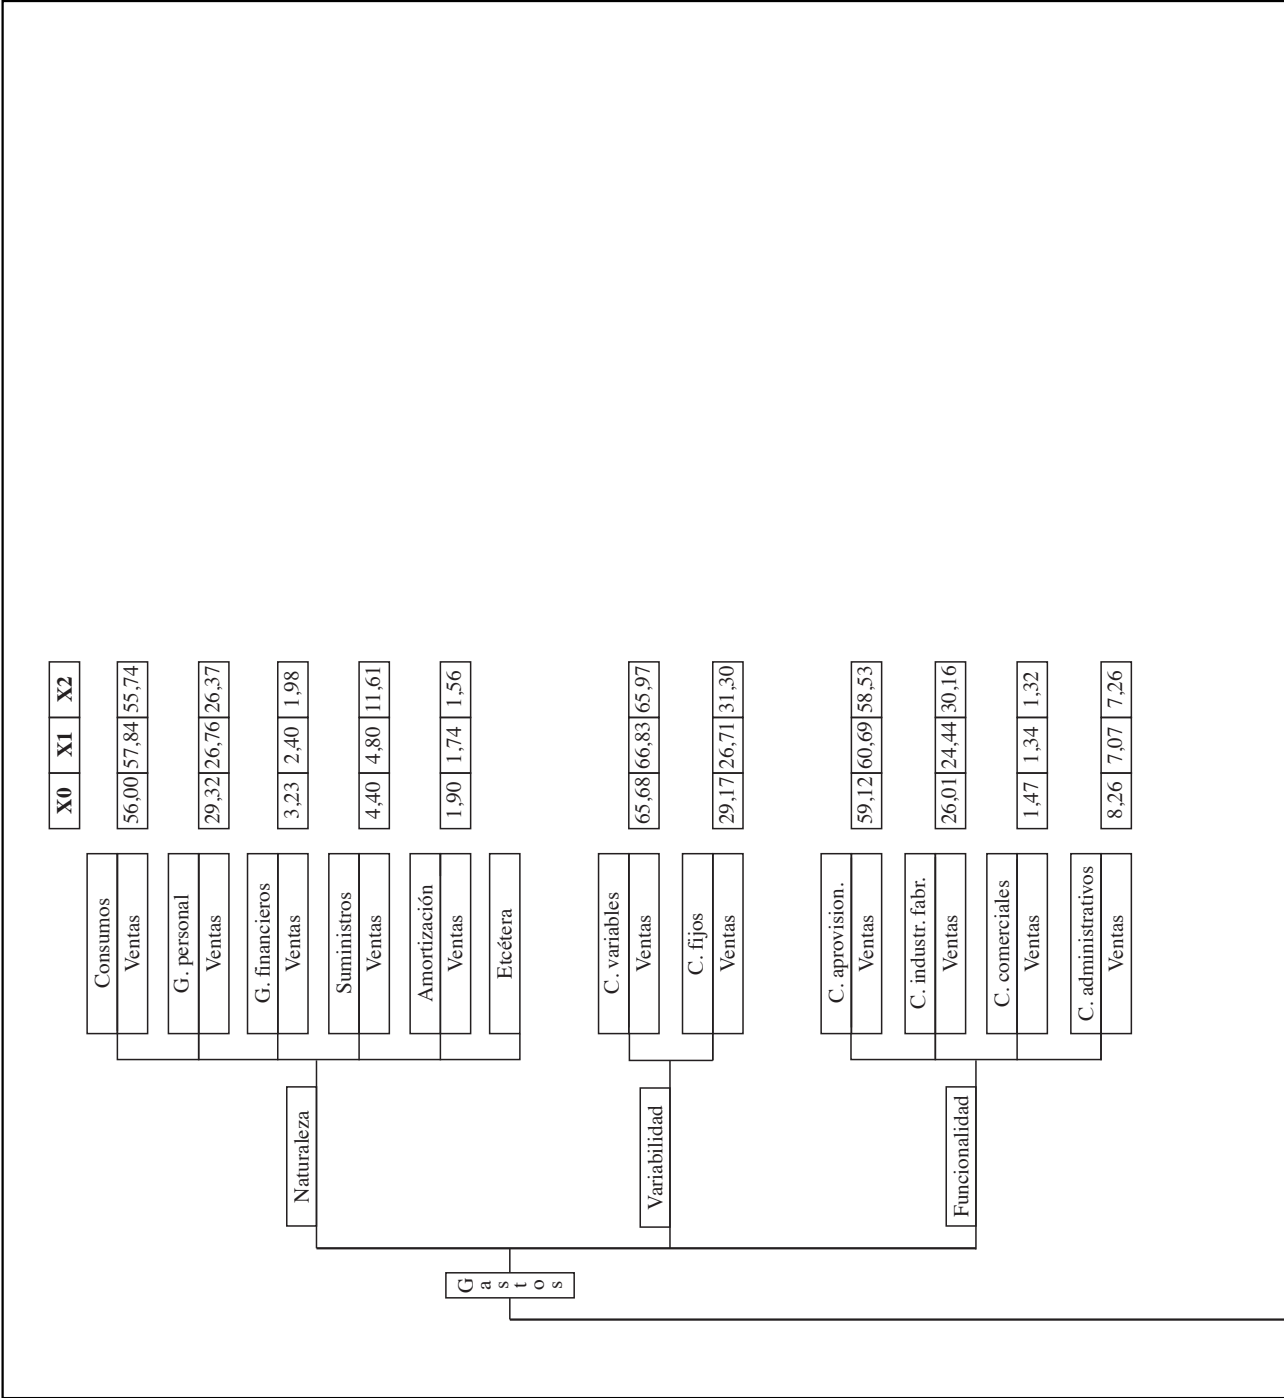 X0 X1 X2
Consumos
Ventas
56,00 57,84 55,74
G. personal
Ventas
29,32 26,76 26,37
G. financieros
Ventas
3,23 2,40 1,98
Suministros
Ventas
4,40 4,80 11,61
Amortización
Ventas
1,90 1,74 1,56
Etcétera
Naturaleza
Gastos
C. variables
Ventas
65,68 66,83 65,97
C. fijos
Ventas
29,17 26,71 31,30
Variabilidad
C. aprovision.
Ventas
59,12 60,69 58,53
C. industr. fabr.
Ventas
26,01 24,44 30,16
C. comerciales
Ventas
1,47 1,34 1,32
C. administrativos
Ventas
8,26 7,07 7,26
Funcionalidad